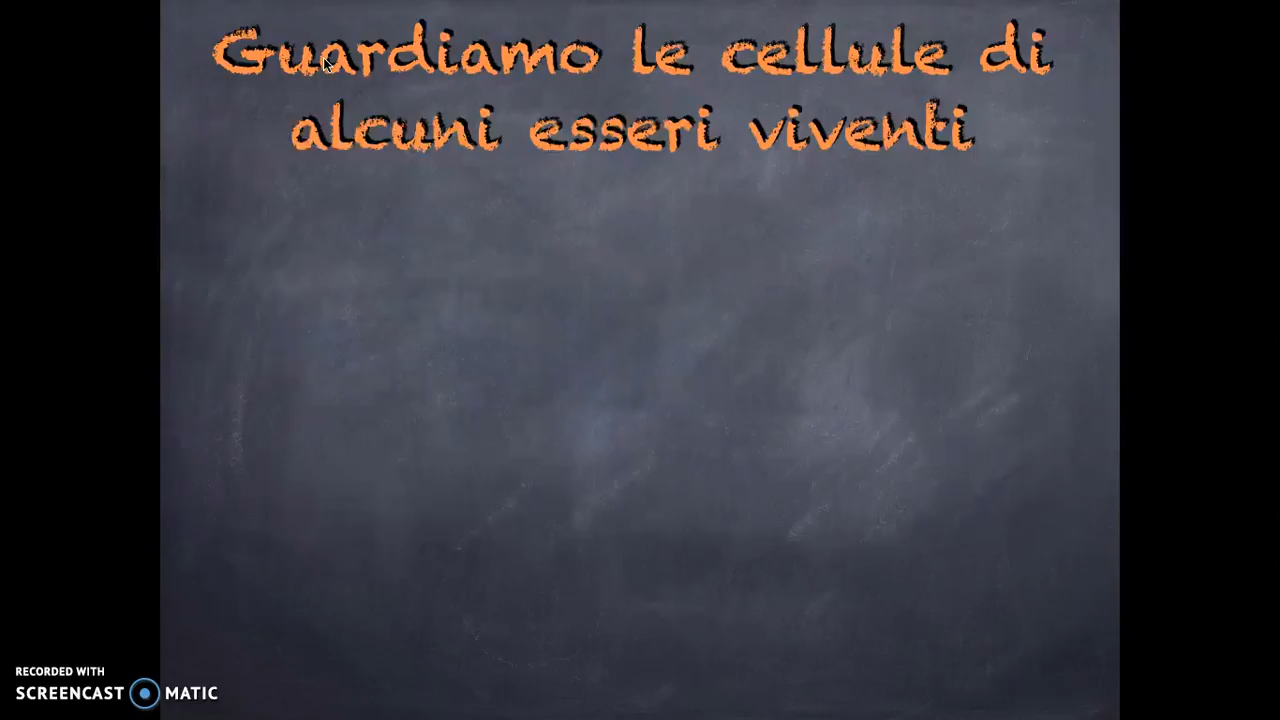 Guardiamo le cellule di
alcuni esseri viventi
RECORDED WITH
SCREENCAST MATIC